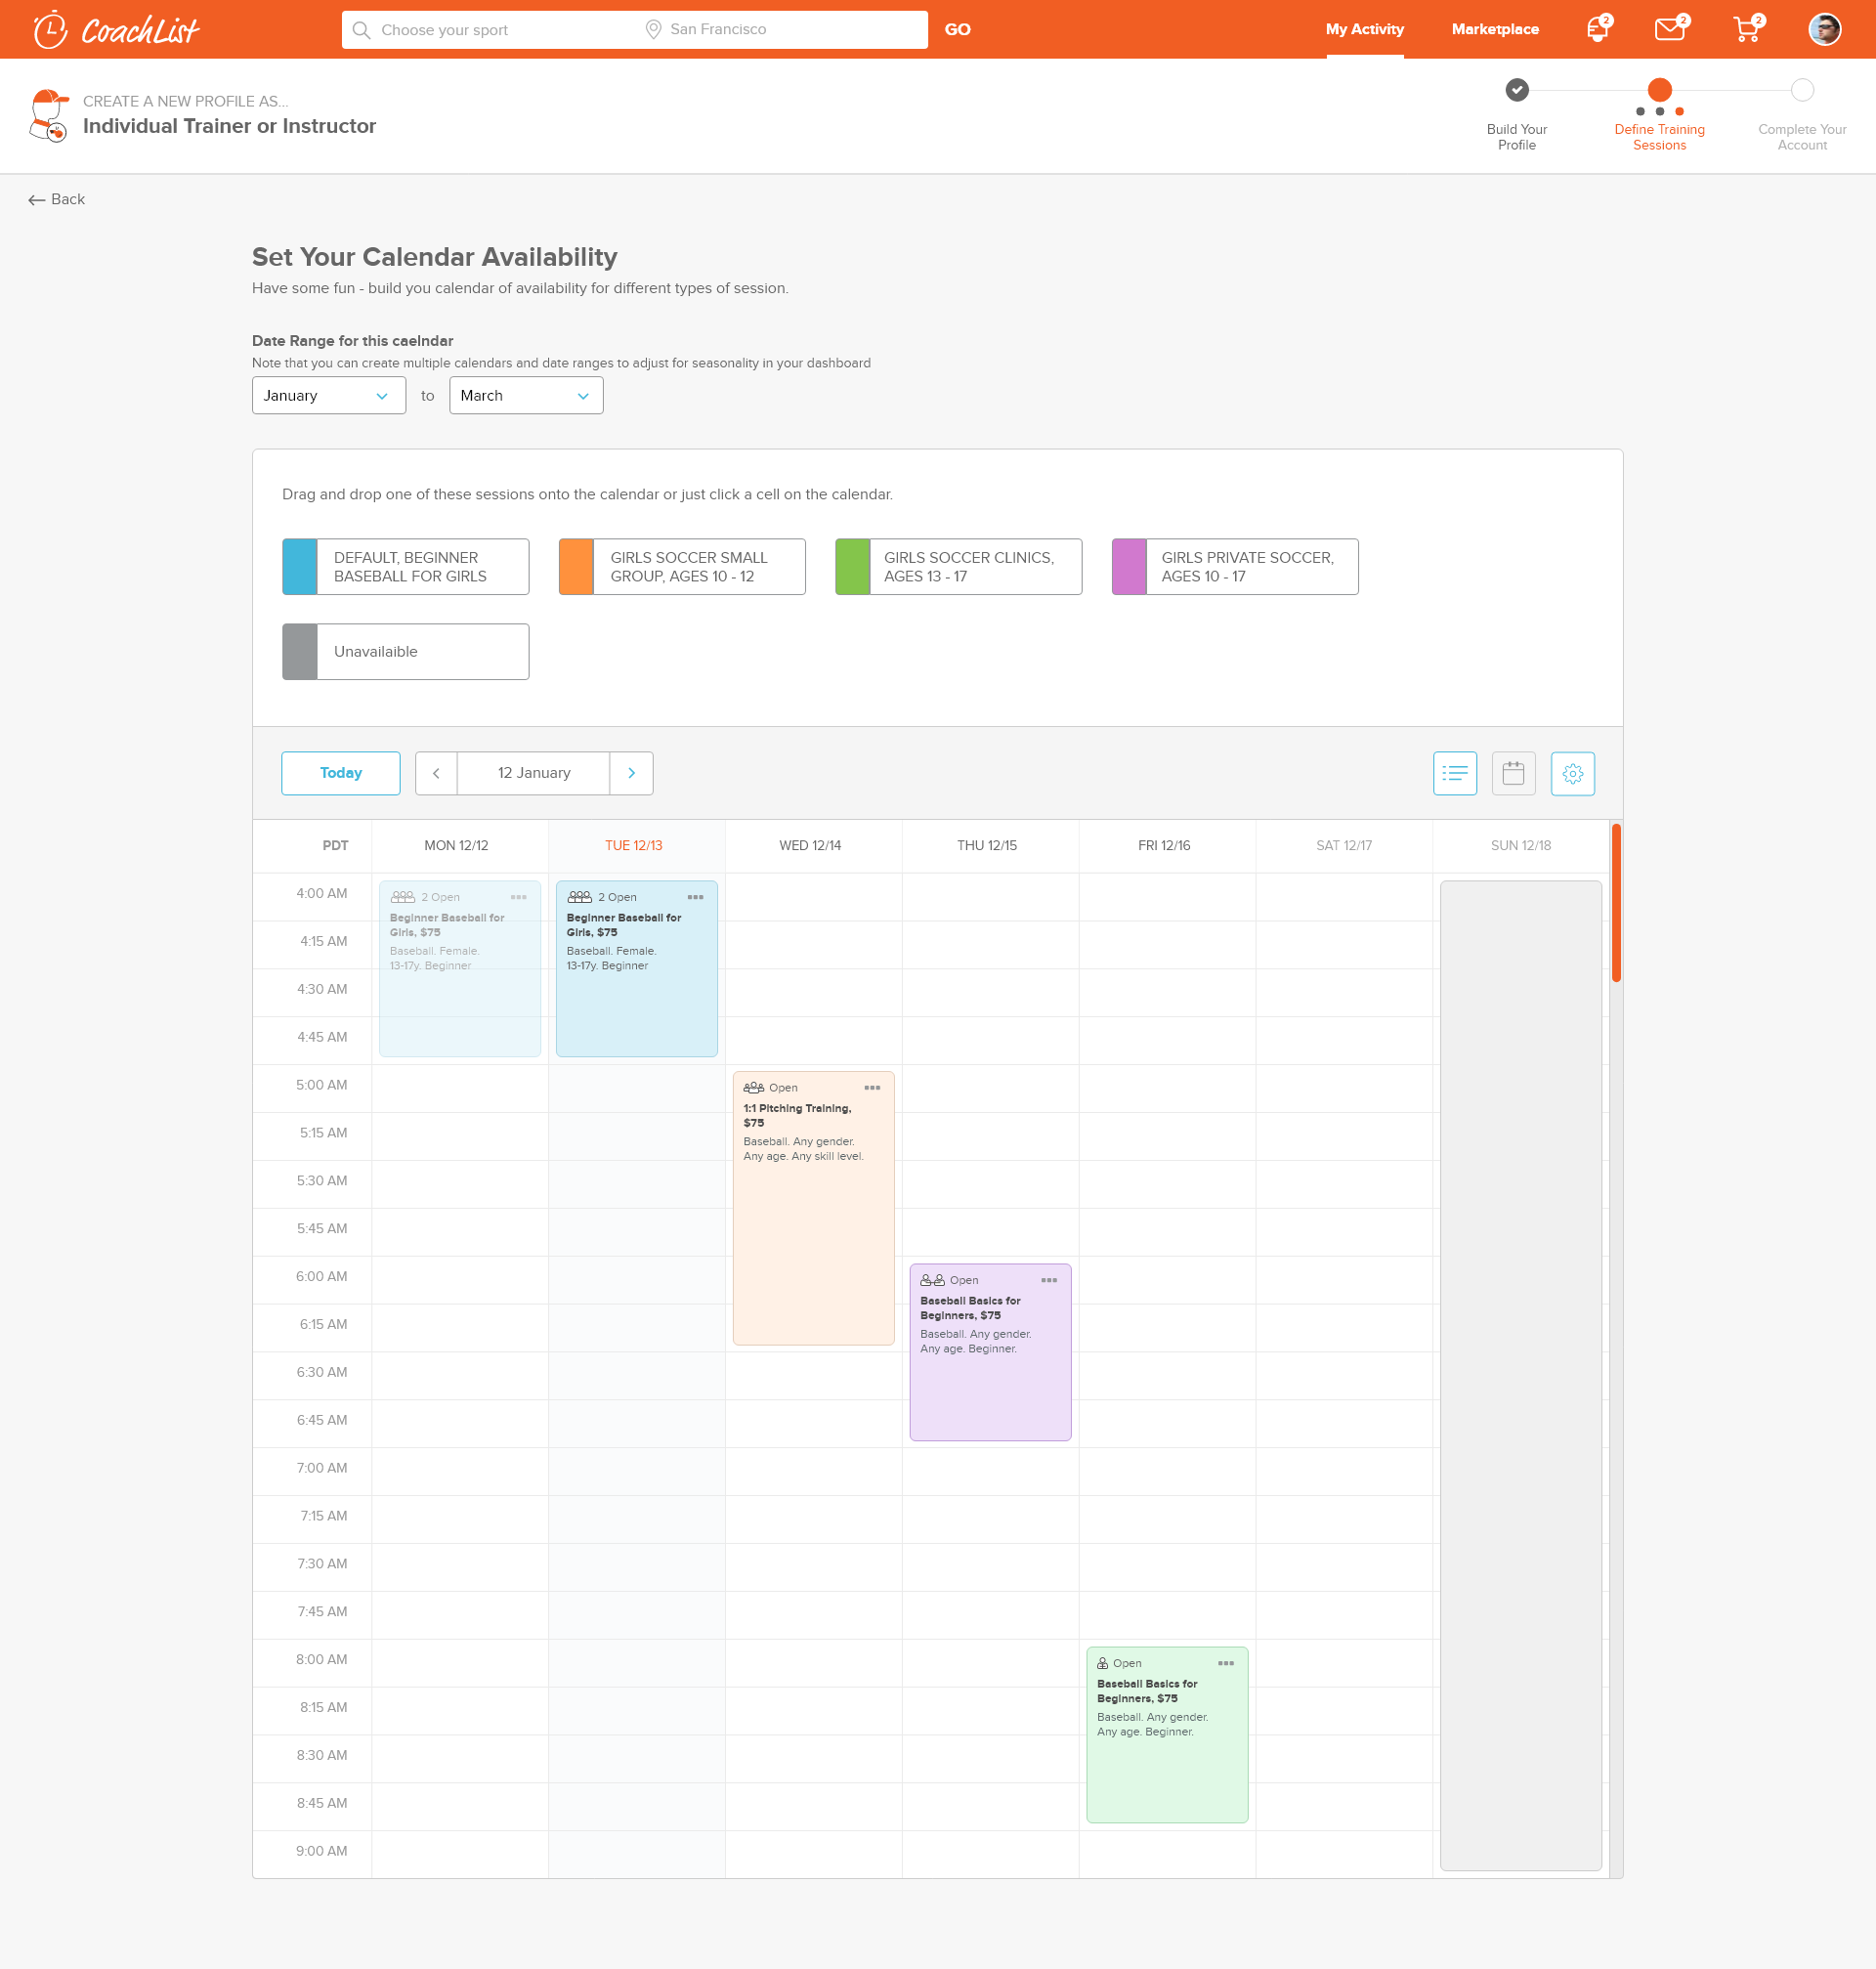 CoachList
Choose your sport
San Francisco
GO
My Activity
Marketplace
2
2
2
CREATE A NEW PROFILE AS...
Individual Trainer or Instructor
Build Your
Profile
Define Training
Sessions
Complete Your
Account
Back
Set Your Calendar Availability
Have some fun - build you calendar of availability for different types of session.
Date Range for this caelndar
Note that you can create multiple calendars and date ranges to adjust for seasonality in your dashboard
January
to
March
Drag and drop one of these sessions onto the calendar or just click a cell on the calendar.
DEFAULT, BEGINNER
BASEBALL FOR GIRLS
GIRLS SOCCER SMALL
GROUP, AGES 10 - 12
GIRLS SOCCER CLINICS,
AGES 13 - 17
GIRLS PRIVATE SOCCER,
AGES 10 - 17
Unavailaible
Today
12 January
PDT
MON 12/12
TUE 12/13
WED 12/14
THU 12/15
FRI 12/16
SAT 12/17
SUN 12/18
4:00 AM
4:15 AM
4:30 AM
4:45 AM
5:00 AM
5:15 AM
5:30 AM
5:45 AM
6:00 AM
6:15 AM
6:30 AM
6:45 AM
7:00 AM
7:15 AM
7:30 AM
7:45 AM
8:00 AM
8:15 AM
8:30 AM
8:45 AM
9:00 AM
2 Open
Beginner Baseball for
Girls, $75
Baseball. Female.
13-17y. Beginner
2 Open
Beginner Baseball for
Girls, $75
Baseball. Female.
13-17y. Beginner
Open
1:1 Pitching Training,
$75
Baseball. Any gender.
Any age. Any skill level.
Open
Baseball Basics for
Beginners, $75
Baseball. Any gender.
Any age. Beginner.
Open
Baseball Basics for
Beginners, $75
Baseball. Any gender.
Any age. Beginner.